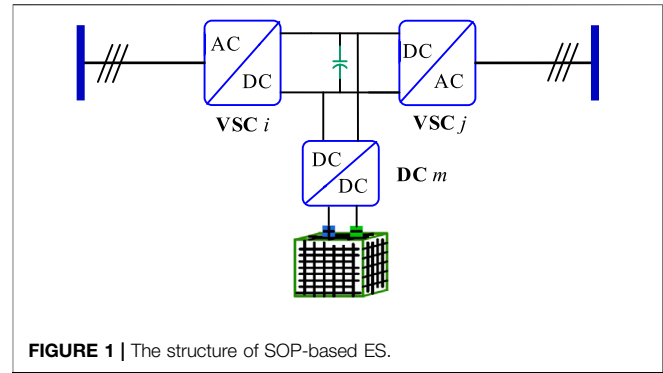 AC
DC
DC
AC
VSC i
VSC j
DC
DC
DC m
FIGURE 1 | The structure of SOP-based ES.